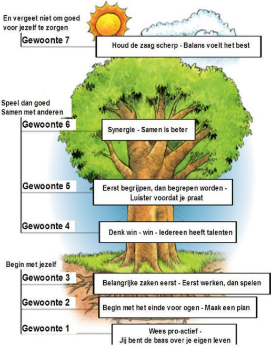 En vergeet niet om goed
voor jezelf te zorgen
Gewoonte 7
Houd de zaag scherp - Balans voelt het best
Speel dan goed
Samen met anderen
Gewoonte 6
Synergie - Samen is beter
Gewoonte 5
Eerst begrijpen, dan begrepen worden -
Luister voordat je praat
Gewoonte 4
Denk win - win - Iedereen heeft talenten
Begin met jezelf
Gewoonte 3
Belangrijke zaken eerst - Eerst werken, dan spelen
Gewoonte 2
Begin met het einde voor ogen - Maak een plan
Gewoonte 1
Wees pro-actief -
Jij bent de baas over je eigen leven